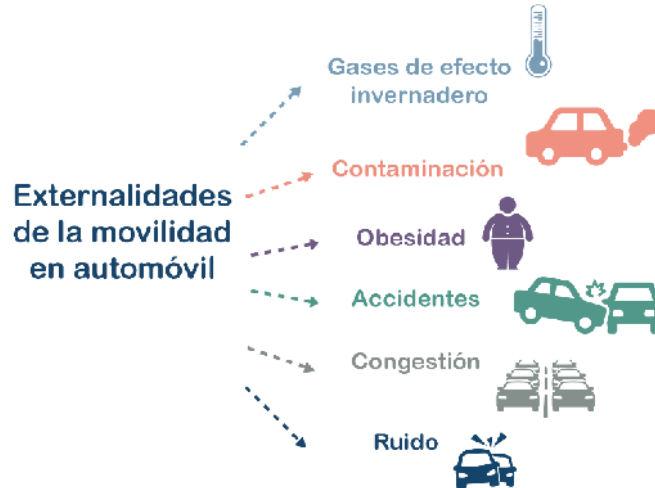 Gases de efecto
invernadero
Contaminación
Externalidades
de la movilidad
en automóvil
Obesidad
Accidentes
Congestión
Ruido